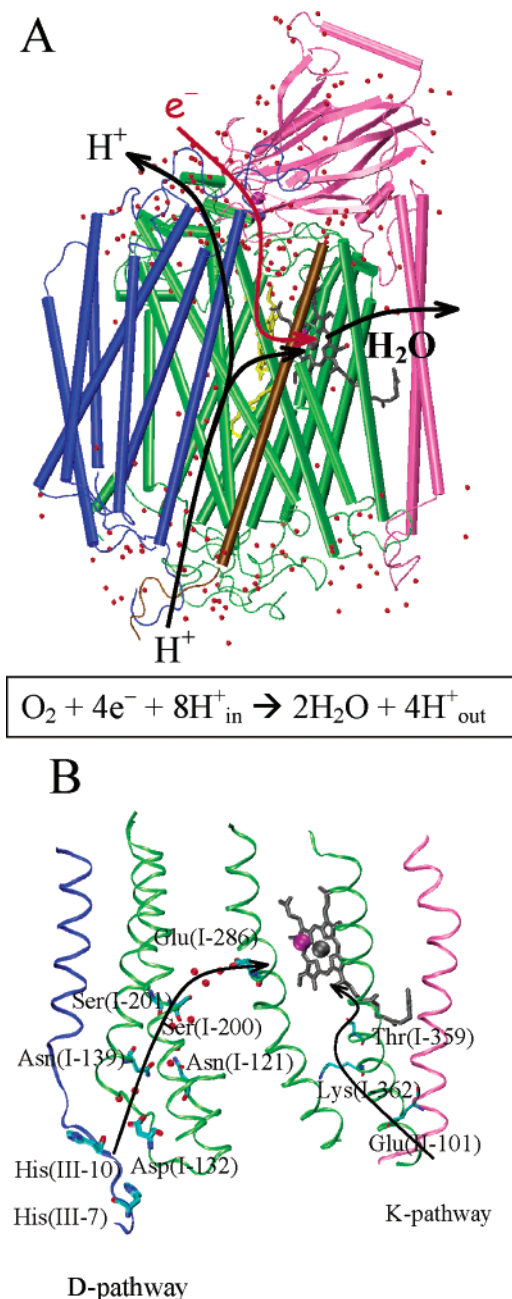 A
e⁻
H⁺
H₂O
H⁺
O₂ + 4e⁻ + 8H⁺in → 2H₂O + 4H⁺out
B
Glu(I-286)
Ser(I-201)
Ser(I-200)
Thr(I-359)
Asn(I-139)
Asn(I-121)
Lys(I-362)
Glu(II-101)
His(III-10)
Asp(I-132)
His(III-7)
K-pathway
D-pathway